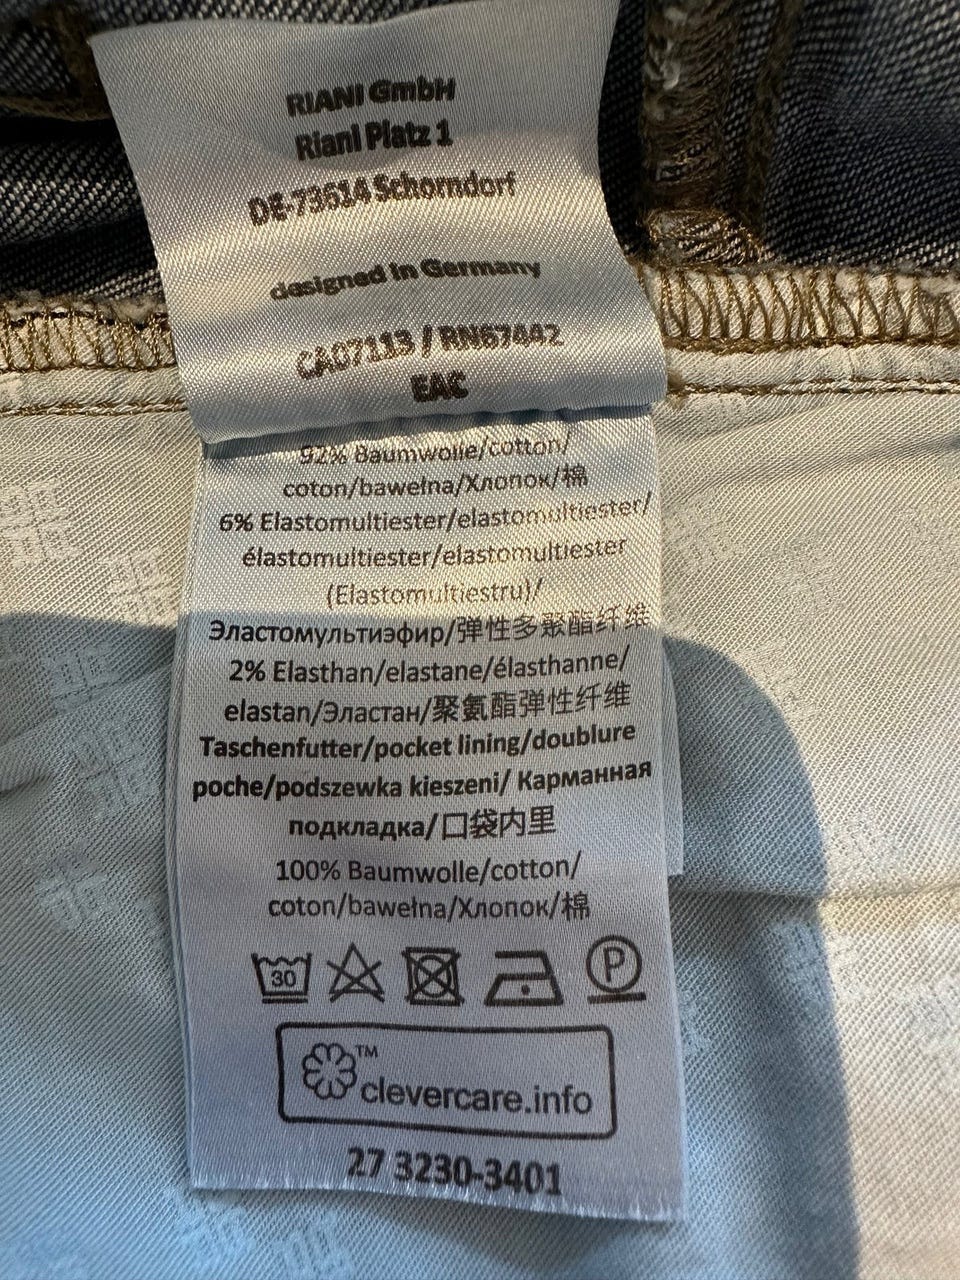 RIANI GmbH
Riani Platz 1
DE-73614 Schorndorf
designed in Germany
CA07113 / RN67442
EAC
92% Baumwolle/cotton/
coton/bawełna/Хлопок/棉
6% Elastomultiester/elastomultiester/
élastomultiester/elastomultiester
(Elastomultiestru)/
Эластомультиэфир/弹性多聚酯纤维
2% Elasthan/elastane/élasthanne/
elastan/Эластан/聚氨酯弹性纤维
Taschenfutter/pocket lining/doublure
poche/podszewka kieszeni/ Карманная
подкладка/口袋内里
100% Baumwolle/cotton/
coton/bawełna/Хлопок/棉
30 P
™clevercare.info
27 3230-3401